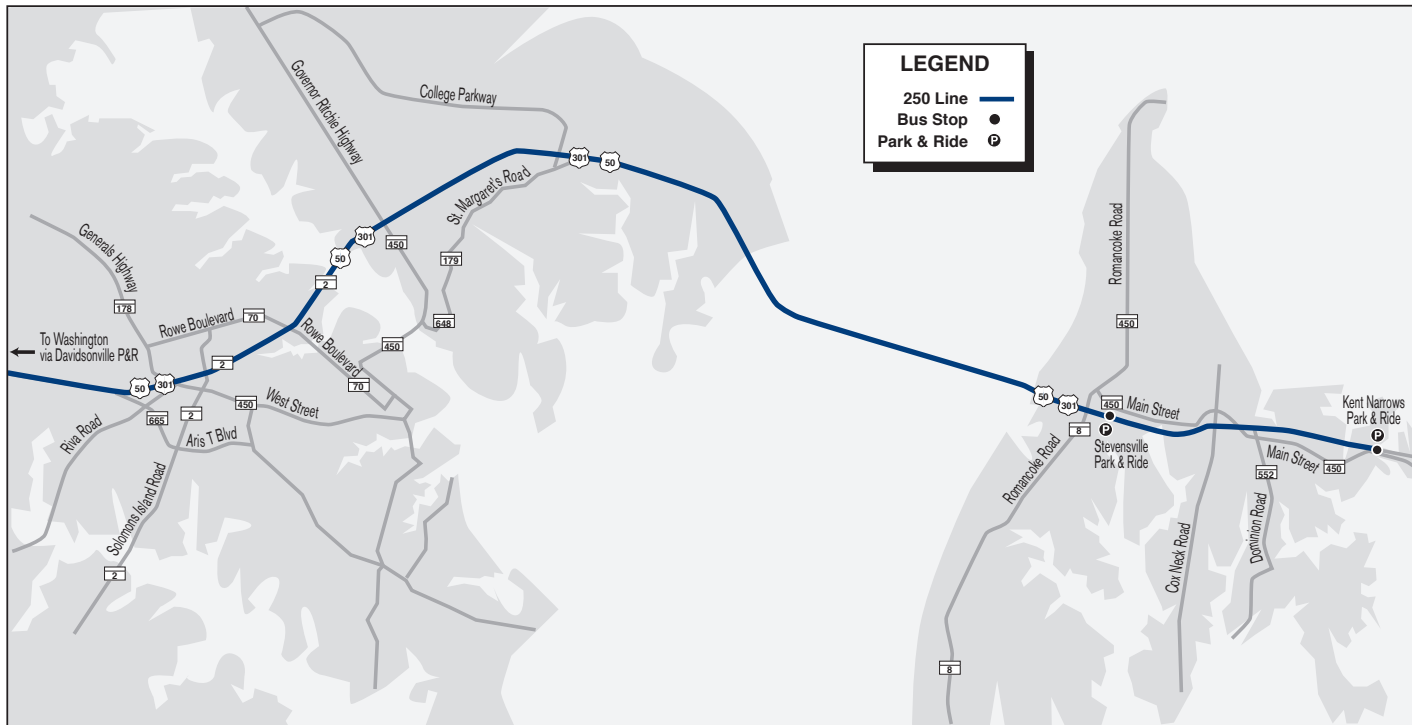 LEGEND
250 Line
Bus Stop
Park & Ride
P
Governor Ritchie Highway
College Parkway
301
50
St. Margaret's Road
301
50
450
179
2
Generals Highway
178
Rowe Boulevard
70
648
To Washington
via Davidsonville P&R
Rowe Boulevard
450
2
70
50
301
450
West Street
2
665
Riva Road
Aris T Blvd
Solomons Island Road
2
Romancoke Road
450
50
301
450
Main Street
8
P
Stevensville
Park & Ride
Romancoke Road
8
Cox Neck Road
Kent Narrows
Park & Ride
P
Main Street
450
552
Dominion Road